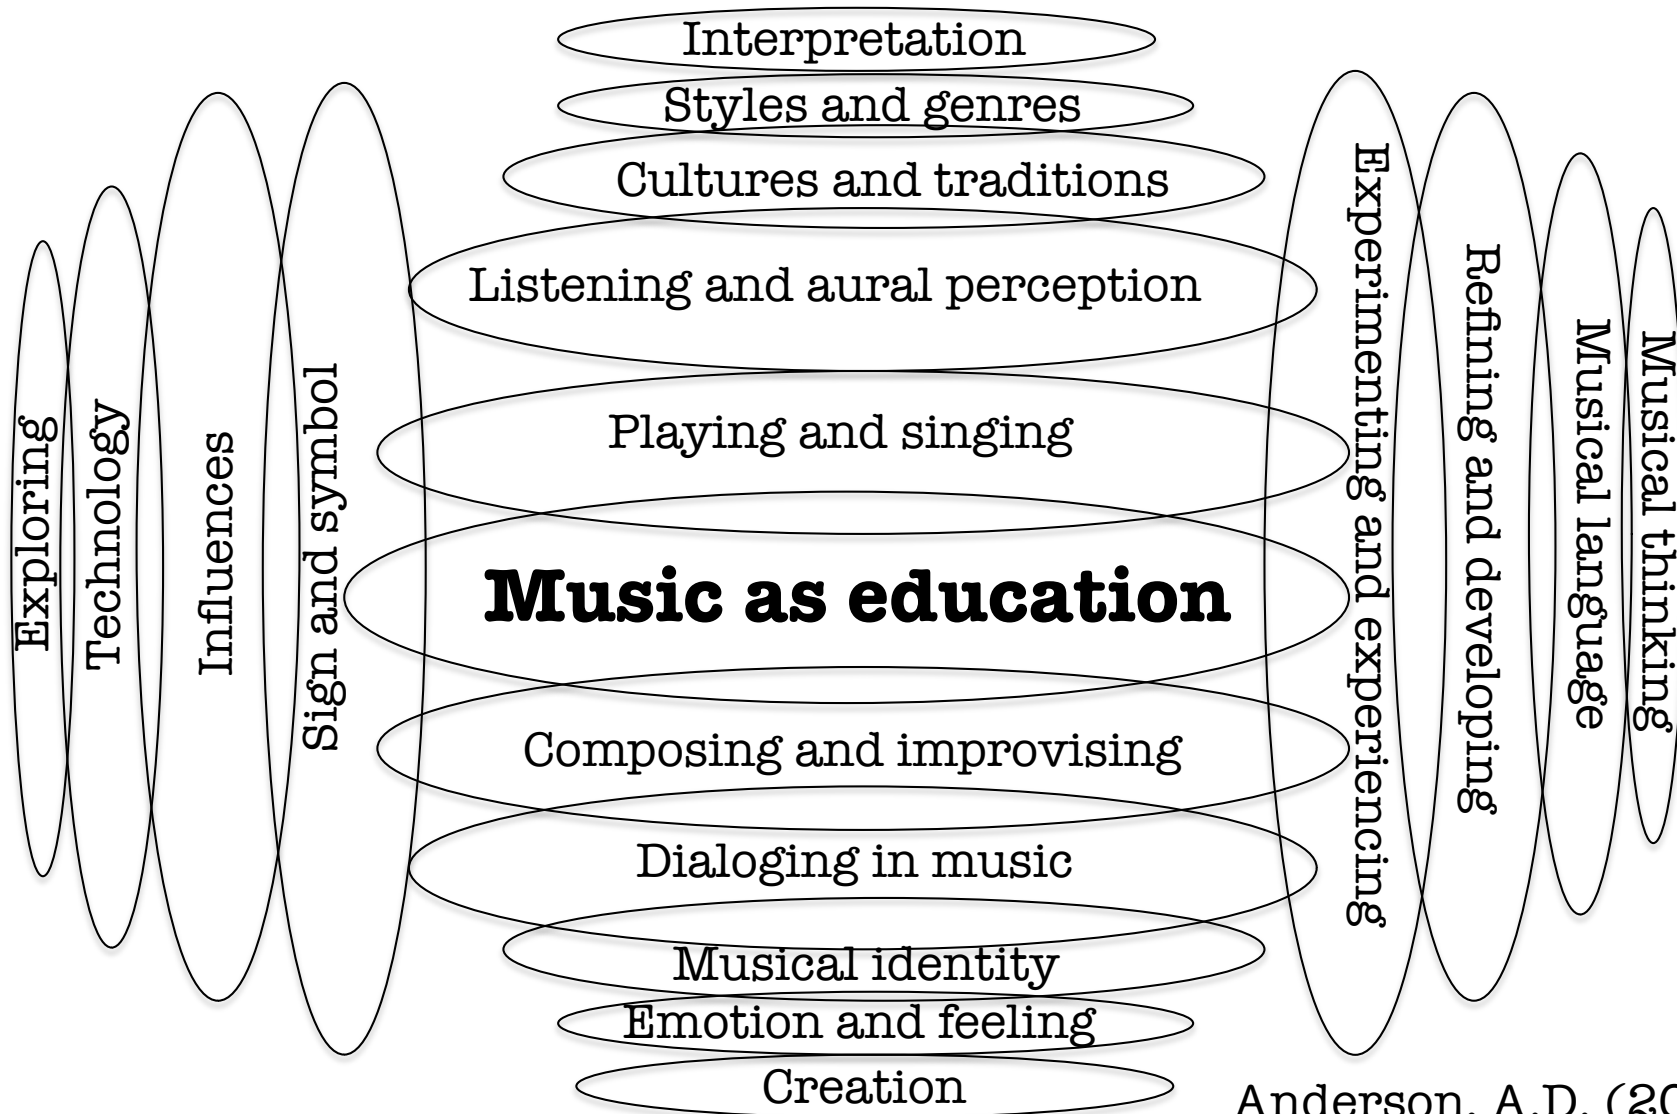 Interpretation
Styles and genres
Cultures and traditions
Listening and aural perception
Playing and singing
Music as education
Composing and improvising
Dialoging in music
Musical identity
Emotion and feeling
Creation
Exploring
Technology
Influences
Sign and symbol
Experimenting and experiencing
Refining and developing
Musical language
Musical thinking
Anderson, A.D. (20